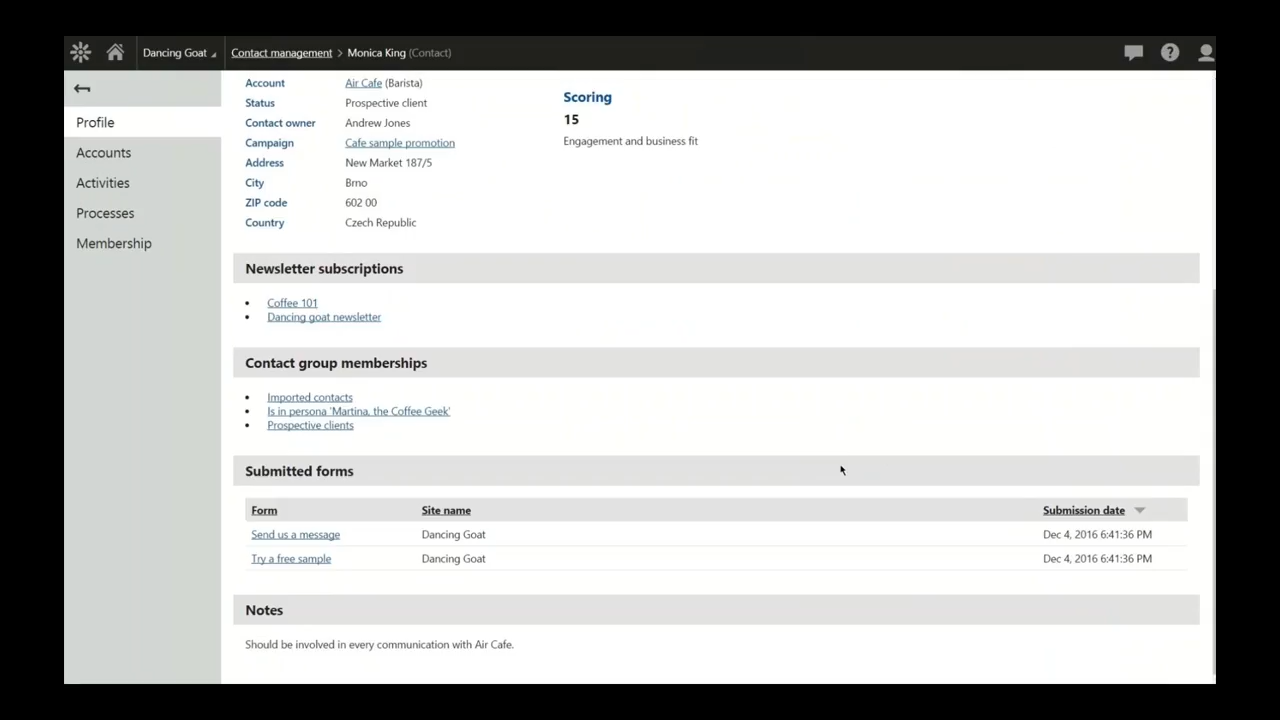 Dancing Goat Contact management > Monica King (Contact)
Profile
Accounts
Activities
Processes
Membership
Account Air Cafe (Barista)
Status Prospective client
Contact owner Andrew Jones
Campaign Cafe sample promotion
Address New Market 187/5
City Brno
ZIP code 602 00
Country Czech Republic
Scoring
15
Engagement and business fit
Newsletter subscriptions
• Coffee 101
• Dancing goat newsletter
Contact group memberships
• Imported contacts
• Is in persona 'Martina, the Coffee Geek'
• Prospective clients
Submitted forms
Form Site name Submission date
Send us a message Dancing Goat Dec 4, 2016 6:41:36 PM
Try a free sample Dancing Goat Dec 4, 2016 6:41:36 PM
Notes
Should be involved in every communication with Air Cafe.